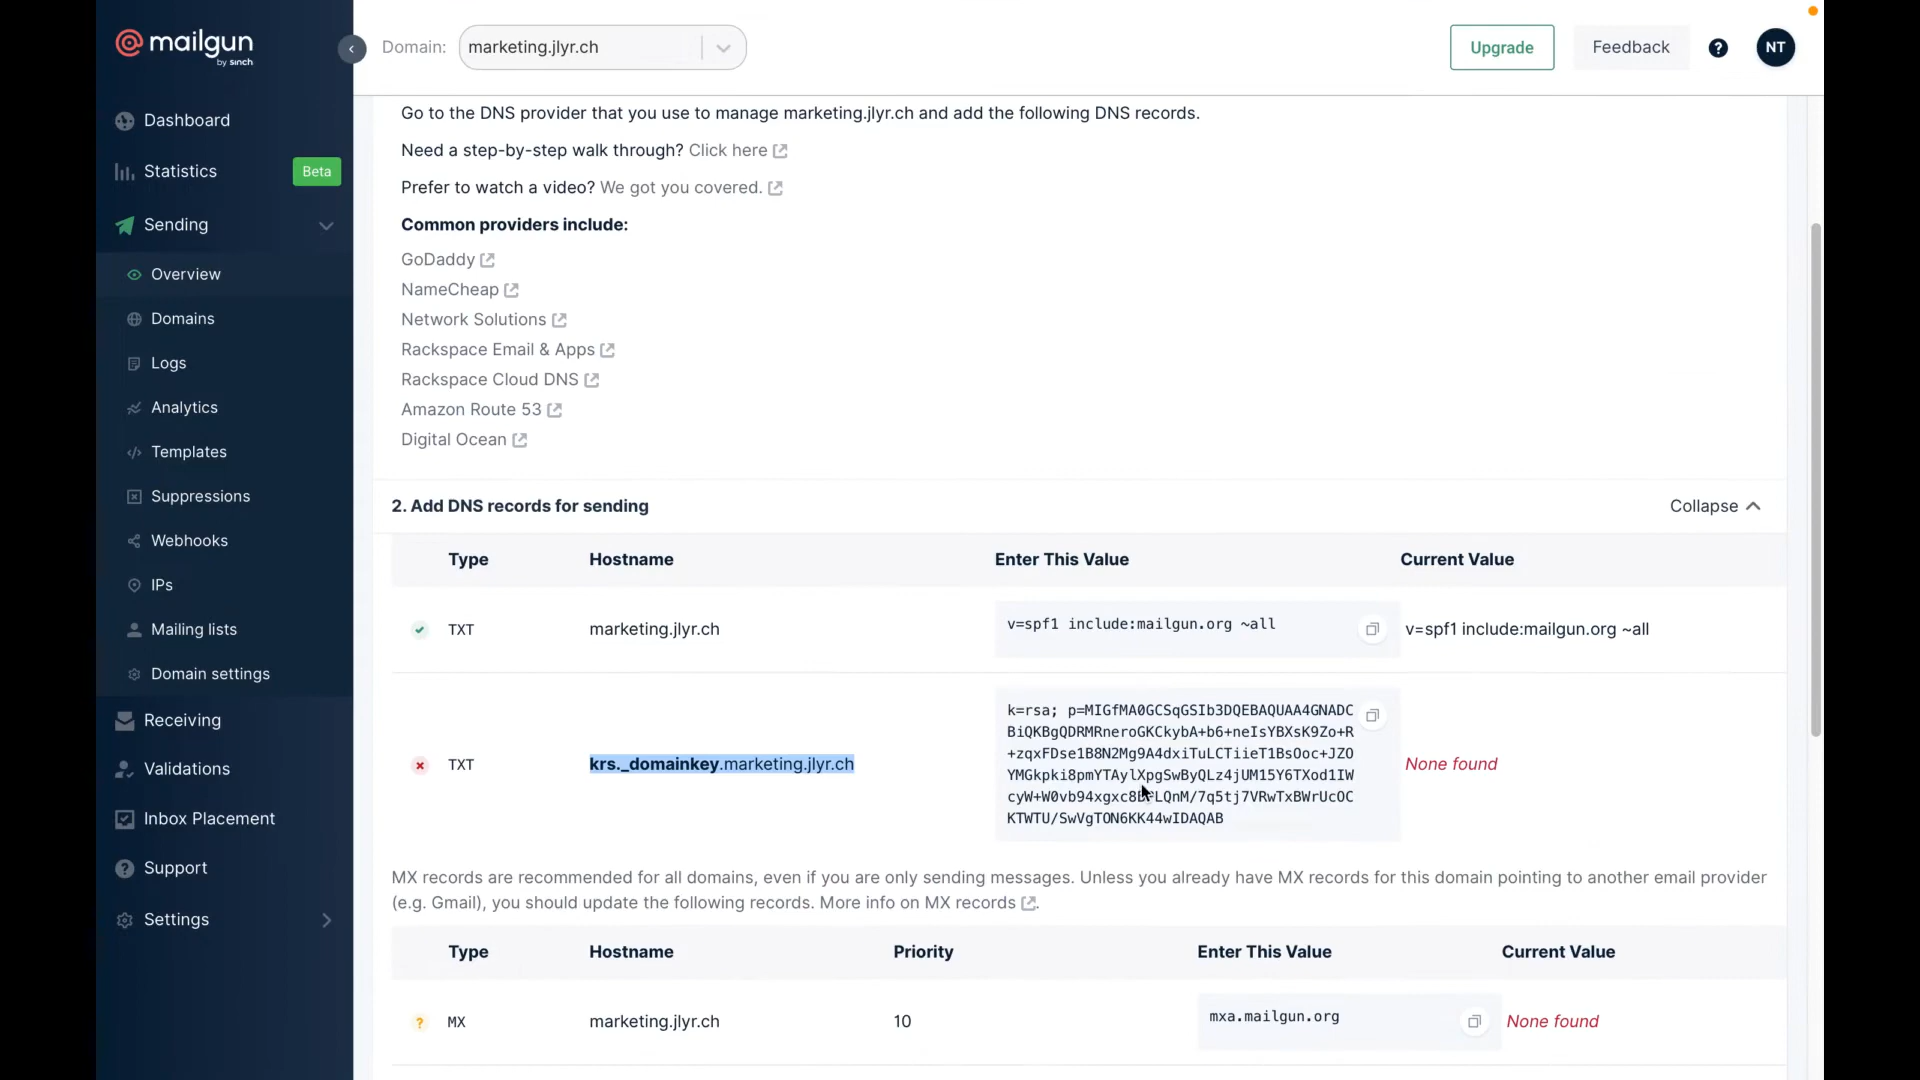 mailgun
by sinch
Domain:
marketing.jlyr.ch
Upgrade
Feedback
?
NT
Dashboard
Statistics
Beta
Sending
Overview
Domains
Logs
Analytics
Templates
Suppressions
Webhooks
IPs
Mailing lists
Domain settings
Receiving
Validations
Inbox Placement
Support
Settings
Go to the DNS provider that you use to manage marketing.jlyr.ch and add the following DNS records.
Need a step-by-step walk through? Click here
Prefer to watch a video? We got you covered.
Common providers include:
GoDaddy
NameCheap
Network Solutions
Rackspace Email & Apps
Rackspace Cloud DNS
Amazon Route 53
Digital Ocean
2. Add DNS records for sending
Collapse
Type Hostname Enter This Value Current Value
TXT marketing.jlyr.ch v=spf1 include:mailgun.org ~all v=spf1 include:mailgun.org ~all
k=rsa; p=MIGfMA0GCSqGSIb3DQEBAQUAA4GNADC
BiQKBgQDRMRneroGKCkybA+b6+neIsYBXsK9Zo+R
+zqxFDse1B8N2Mg9A4dxiTuLCTiieT1BsOoc+JZO
TXT krs._domainkey.marketing.jlyr.ch None found
YMGkpki8pmYTAylXpgSwByQLz4jUM15Y6TXod1IW
KTWTU/SwVgTON6KK44wIDAQAB
MX records are recommended for all domains, even if you are only sending messages. Unless you already have MX records for this domain pointing to another email provider
(e.g. Gmail), you should update the following records. More info on MX records .
Type Hostname Priority Enter This Value Current Value
? MX marketing.jlyr.ch 10 mxa.mailgun.org None found